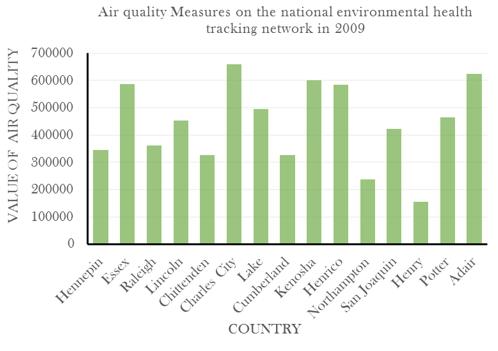 Air quality Measures on the national environmental health
tracking network in 2009
VALUE OF AIR QUALITY
700000
600000
500000
400000
300000
200000
100000
0
Hennepin
Essex
Raleigh
Lincoln
Chittenden
Charles City
Lake
Cumberland
Kenosha
Henrico
Northampton
San Joaquin
Henry
Potter
Adair
COUNTRY